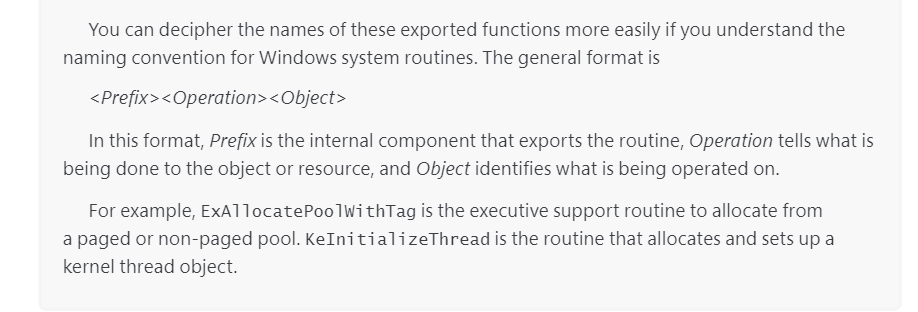 You can decipher the names of these exported functions more easily if you understand the
naming convention for Windows system routines. The general format is
<Prefix><Operation><Object>
In this format, Prefix is the internal component that exports the routine, Operation tells what is
being done to the object or resource, and Object identifies what is being operated on.
For example, ExAllocatePoolWithTag is the executive support routine to allocate from
a paged or non-paged pool. KeInitializeThread is the routine that allocates and sets up a
kernel thread object.